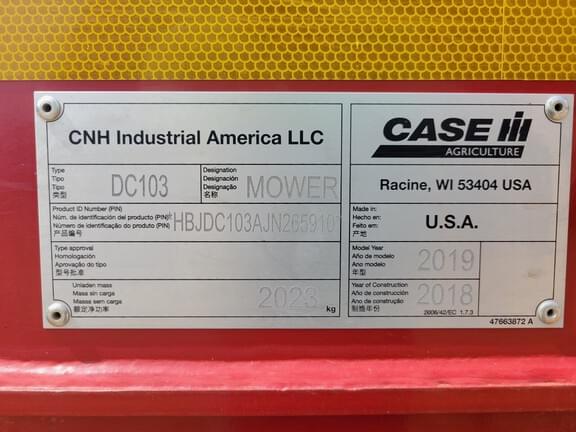 CNH Industrial America LLC
CASE IH
AGRICULTURE
Type
Tipo
Tipo
类型
DC103
Designation
Designación
Designação
名称
MOWER
Racine, WI 53404 USA
Product ID Number (PIN)
Núm. de identificación del producto (PIN)
Número de identificação do produto (PIN)
产品编号
Made in:
Hecho en:
Feito em:
产地
U.S.A.
Type approval
Homologación
Aprovação do tipo
型号批准
Model Year
Año de modelo
Ano modelo
年型
2019
Unladen mass
Masa sin carga
Massa sem carga
额定净功率
2023
kg
Year of Construction
Año de construcción
Ano de construção
制造年份
2018
2006/42/EC 1.7.3
47663872 A